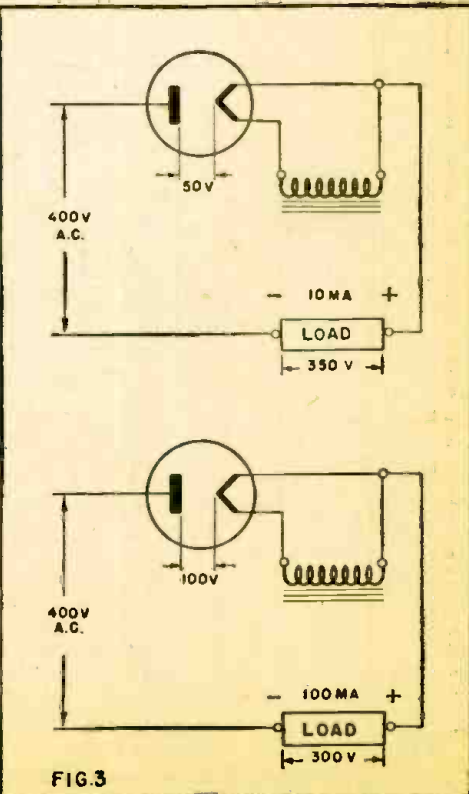 50V
400V
A.C.
- 10MA +
LOAD
350 V
100V
400V
A.C.
- 100MA +
LOAD
300V
FIG.3